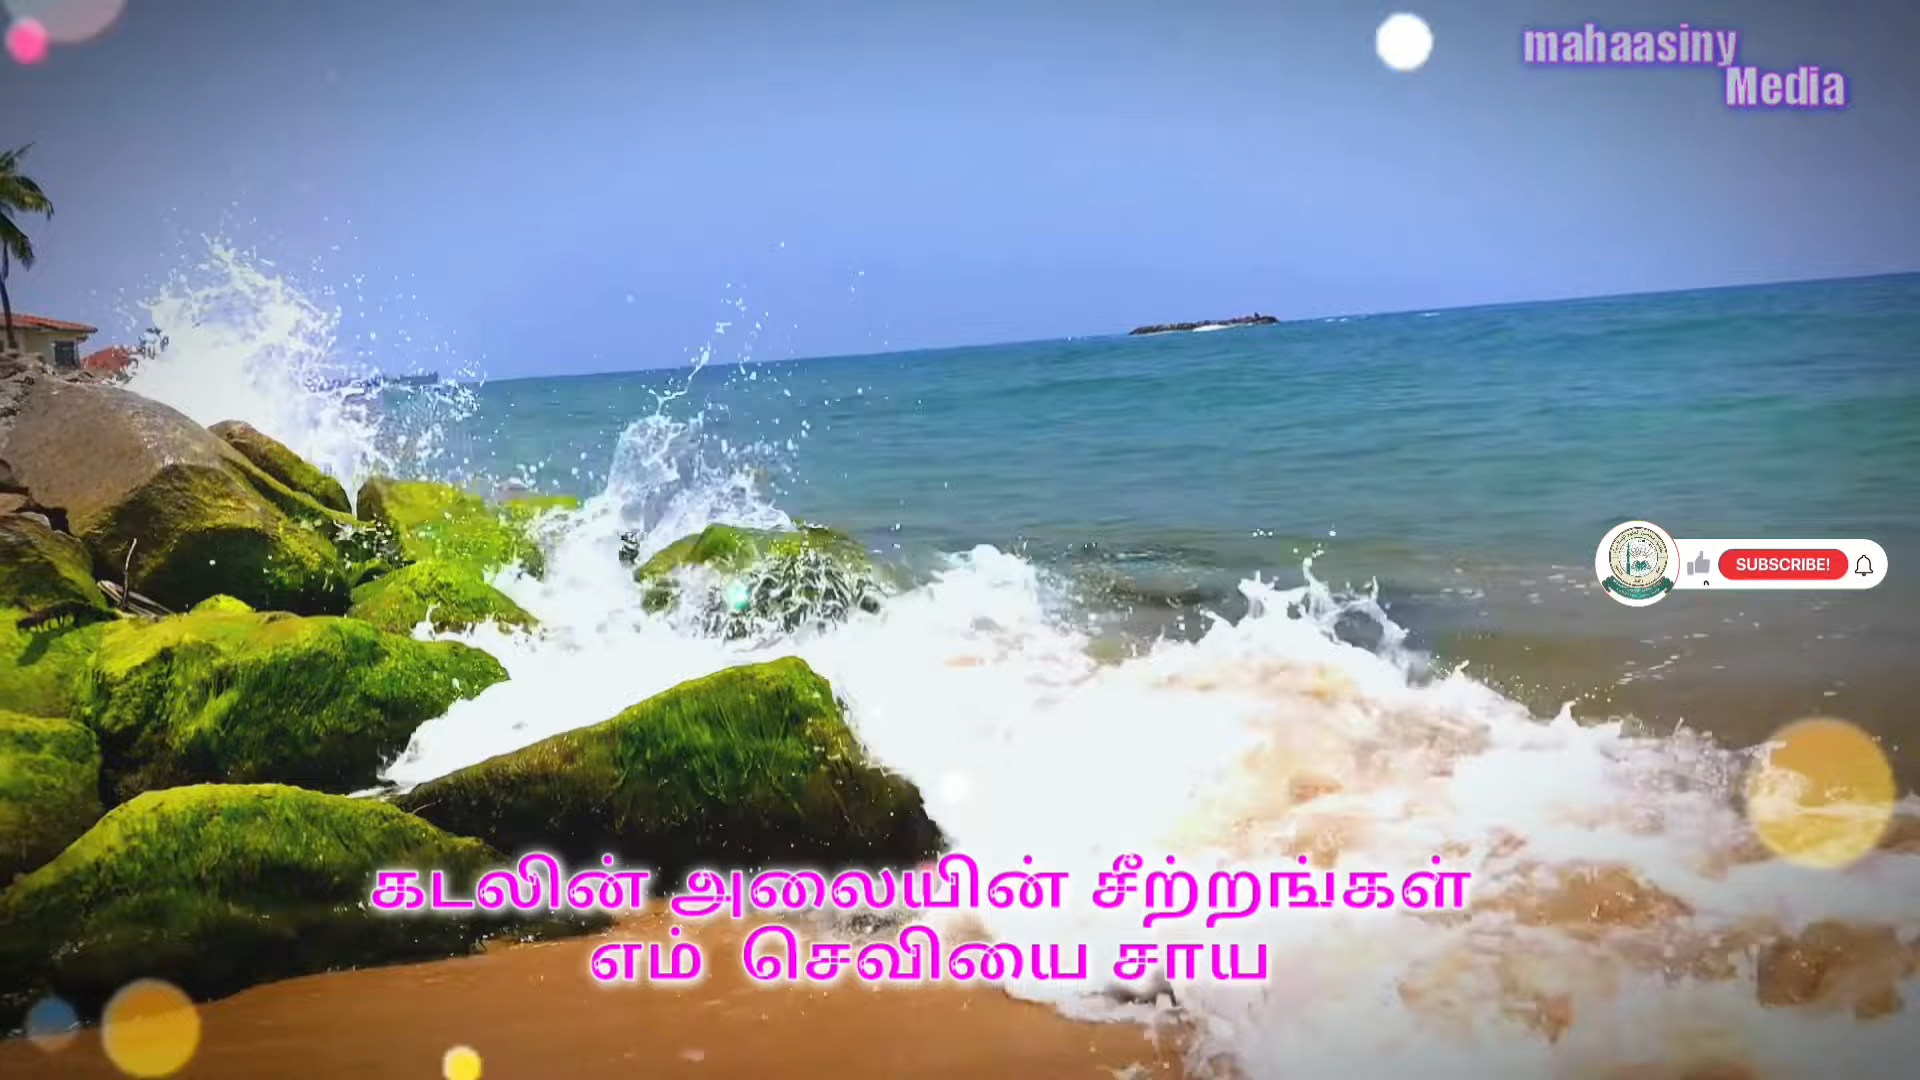 mahaasiny
Media
SUBSCRIBE!
கடலின் அலையின் சீற்றங்கள்
எம் செவியை சாய